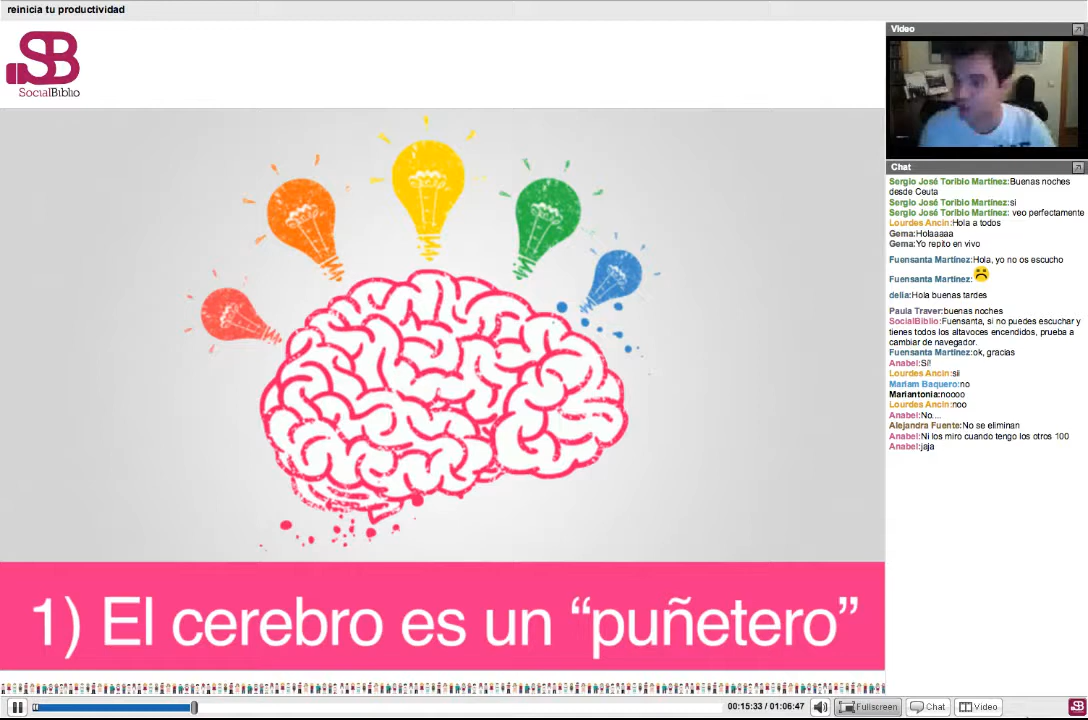 reinicia tu productividad
SB
SocialBiblio
1) El cerebro es un “puñetero”
Video
Chat
Sergio José Toribio Martínez:Buenas noches
desde Ceuta
Sergio José Toribio Martínez:si
Sergio José Toribio Martínez: veo perfectamente
Lourdes Ancin:Hola a todos
Gema:Holaaaaa
Gema:Yo repito en vivo
Fuensanta Martínez:Hola, yo no os escucho
Fuensanta Martínez:
delia:Hola buenas tardes
Paula Traver:buenas noches
SocialBiblio:Fuensanta, si no puedes escuchar y
tienes todos los altavoces encendidos, prueba a
cambiar de navegador.
Fuensanta Martínez:ok, gracias
Anabel:Sí!
Lourdes Ancin:sii
Mariam Baquero:no
Mariantonia:noooo
Lourdes Ancin:noo
Anabel:No....
Alejandra Fuente:No se eliminan
Anabel:Ni los miro cuando tengo los otros 100
Anabel:jaja
00:15:33 / 01:06:47
Fullscreen
Chat
Video
SB